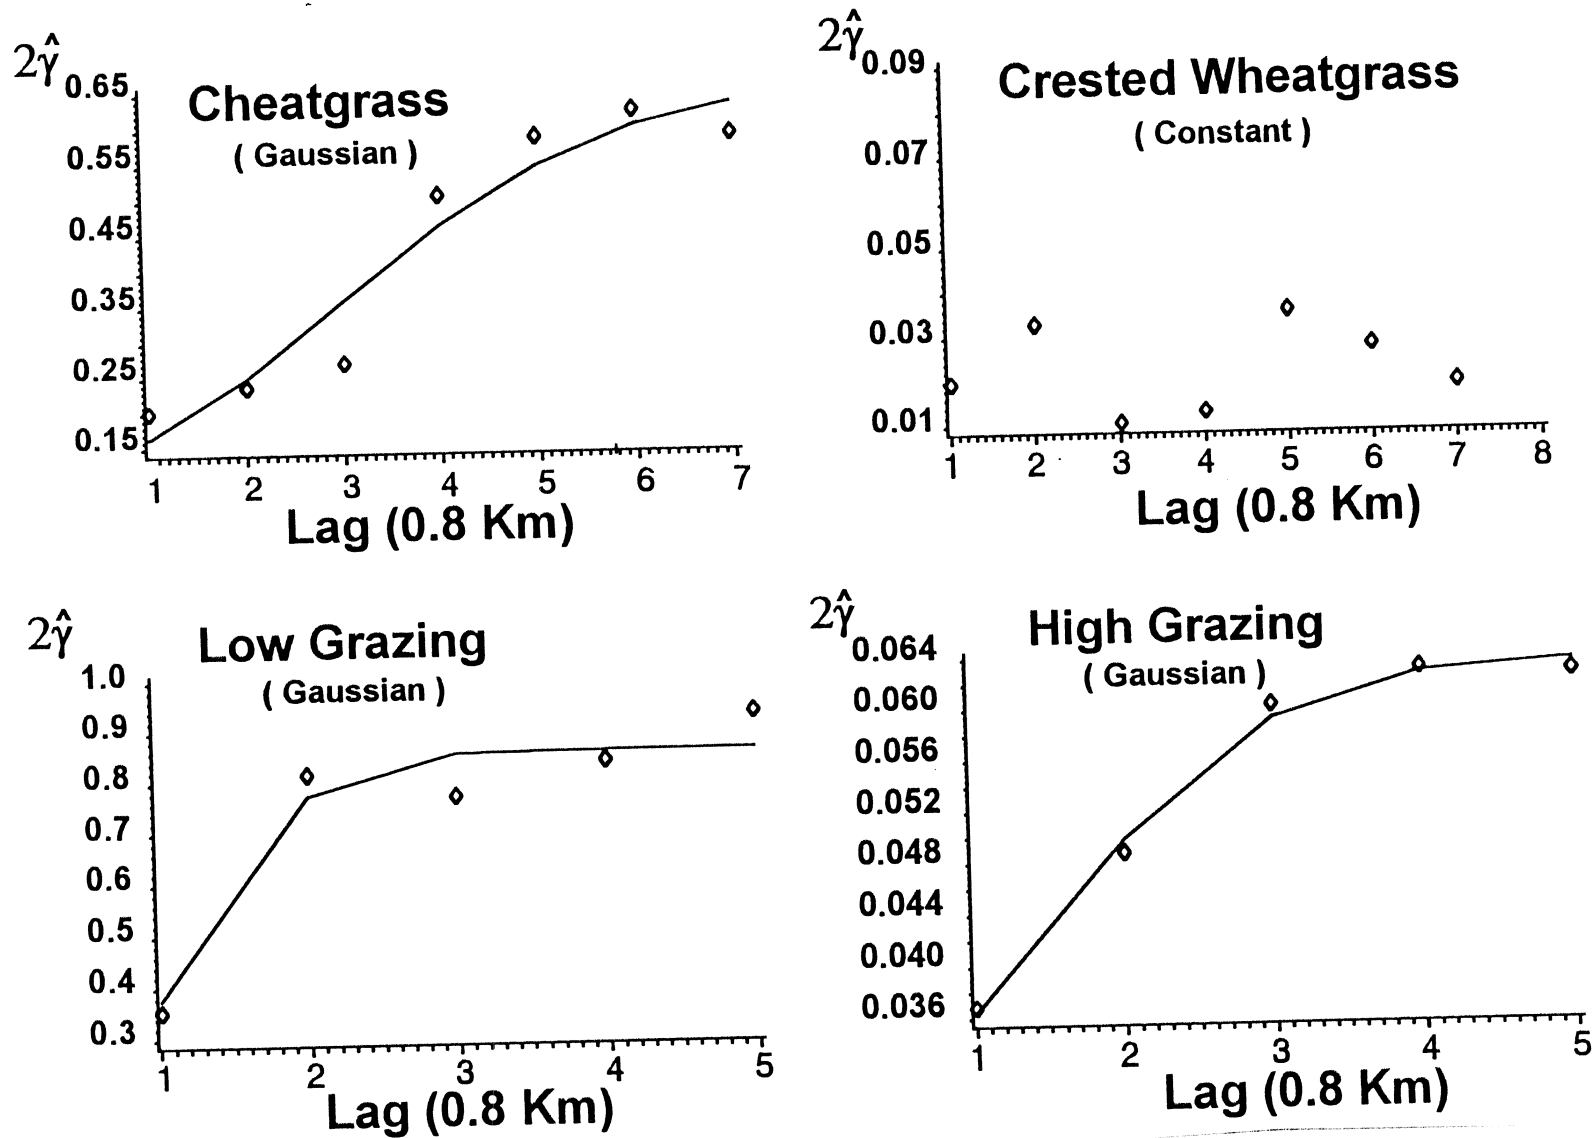 2γ̂
0.65
Cheatgrass
( Gaussian )
0.55
0.45
0.35
0.25
0.15
1 2 3 4 5 6 7
Lag (0.8 Km)
2γ̂
0.09
Crested Wheatgrass
( Constant )
0.07
0.05
0.03
0.01
1 2 3 4 5 6 7 8
Lag (0.8 Km)
2γ̂
Low Grazing
( Gaussian )
1.0
0.9
0.8
0.7
0.6
0.5
0.4
0.3
1 2 3 4 5
Lag (0.8 Km)
2γ̂
High Grazing
( Gaussian )
0.064
0.060
0.056
0.052
0.048
0.044
0.040
0.036
1 2 3 4 5
Lag (0.8 Km)